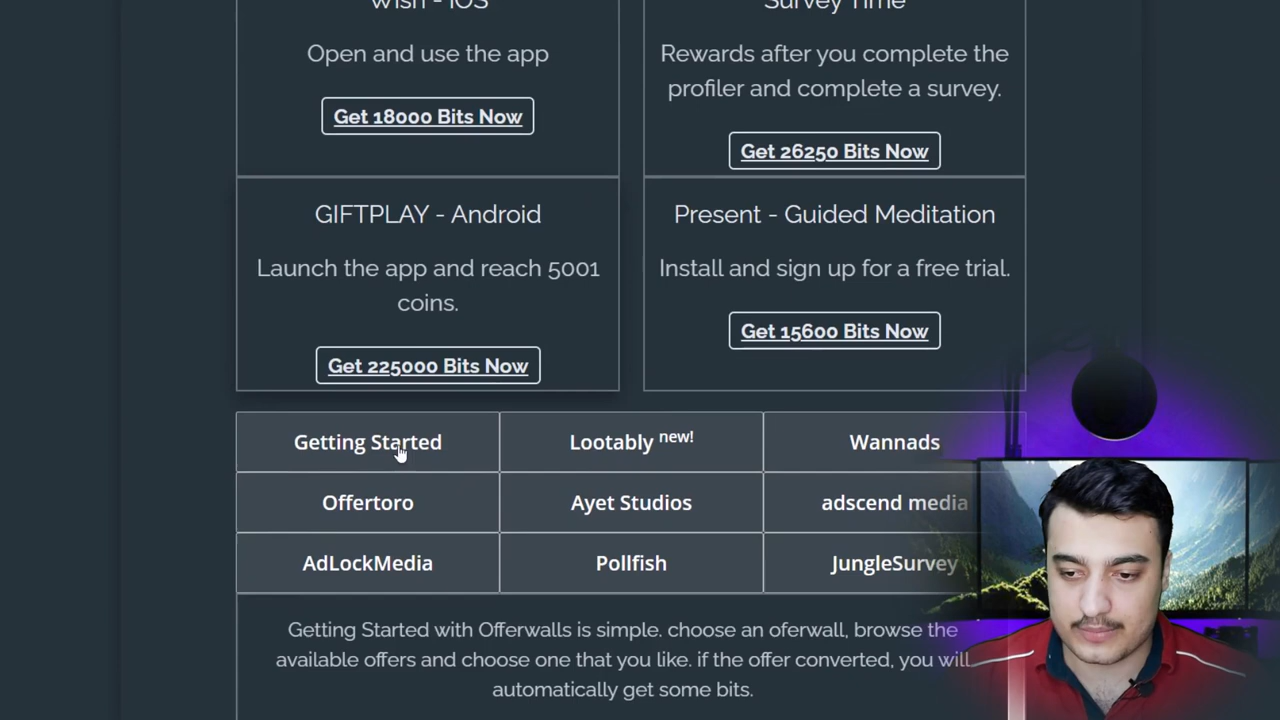 Wish - iOS
Open and use the app
Get 18000 Bits Now
Survey Time
Rewards after you complete the
profiler and complete a survey.
Get 26250 Bits Now
GIFTPLAY - Android
Launch the app and reach 5001
coins.
Get 225000 Bits Now
Present - Guided Meditation
Install and sign up for a free trial.
Get 15600 Bits Now
Getting Started
Lootably new!
Wannads
Offertoro
Ayet Studios
adscend media
AdLockMedia
Pollfish
JungleSurvey
Getting Started with Offerwalls is simple. choose an oferwall, browse the
available offers and choose one that you like. if the offer converted, you will
automatically get some bits.